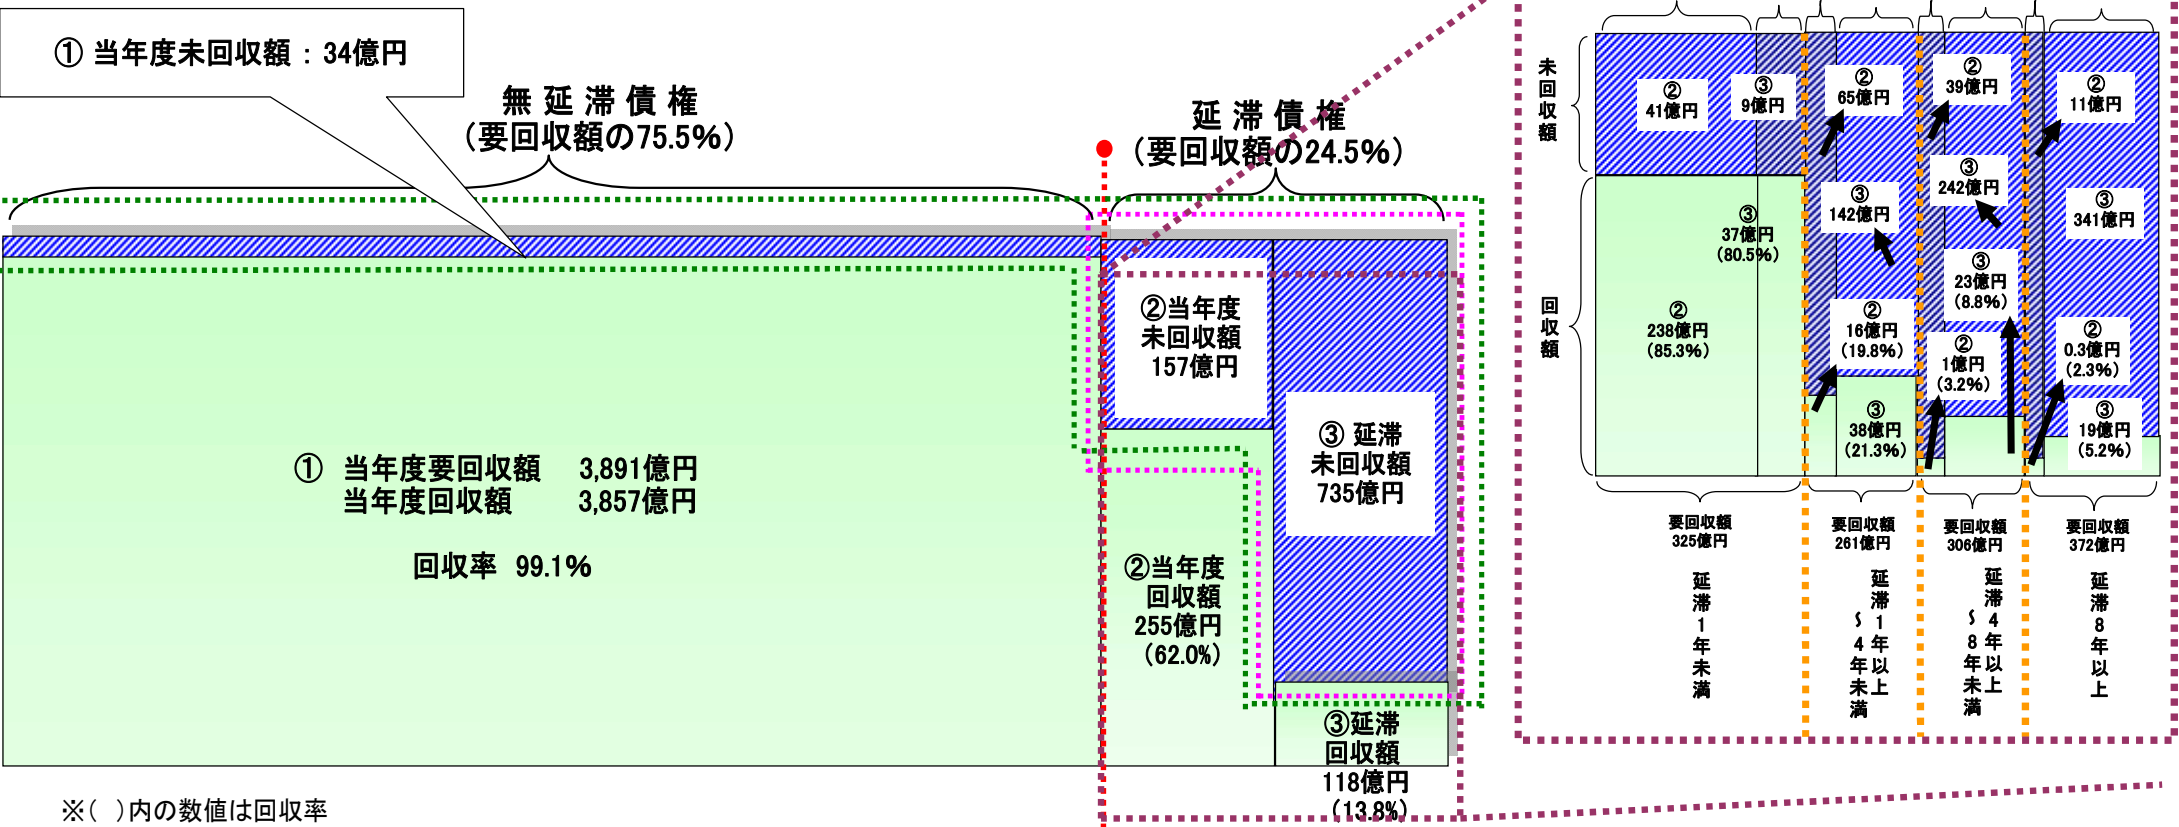 ① 当年度未回収額 : 34億円
無 延 滞 債 権
(要回収額の75.5%)
延 滞 債 権
(要回収額の24.5%)
②当年度
未回収額
157億円
③ 延滞
未回収額
735億円
① 当年度要回収額 3,891億円
当年度回収額 3,857億円
回収率 99.1%
②当年度
回収額
255億円
(62.0%)
③延滞
回収額
118億円
(13.8%)
※( )内の数値は回収率
未回収額
回収額
②
41億円
③
9億円
②
65億円
②
39億円
②
11億円
③
142億円
③
242億円
③
341億円
③
37億円
(80.5%)
②
238億円
(85.3%)
②
16億円
(19.8%)
③
23億円
(8.8%)
②
1億円
(3.2%)
②
0.3億円
(2.3%)
③
38億円
(21.3%)
③
19億円
(5.2%)
要回収額
325億円
要回収額
261億円
要回収額
306億円
要回収額
372億円
延滞1年未満
延滞1年以上
~4年未満
延滞4年以上
~8年未満
延滞8年以上